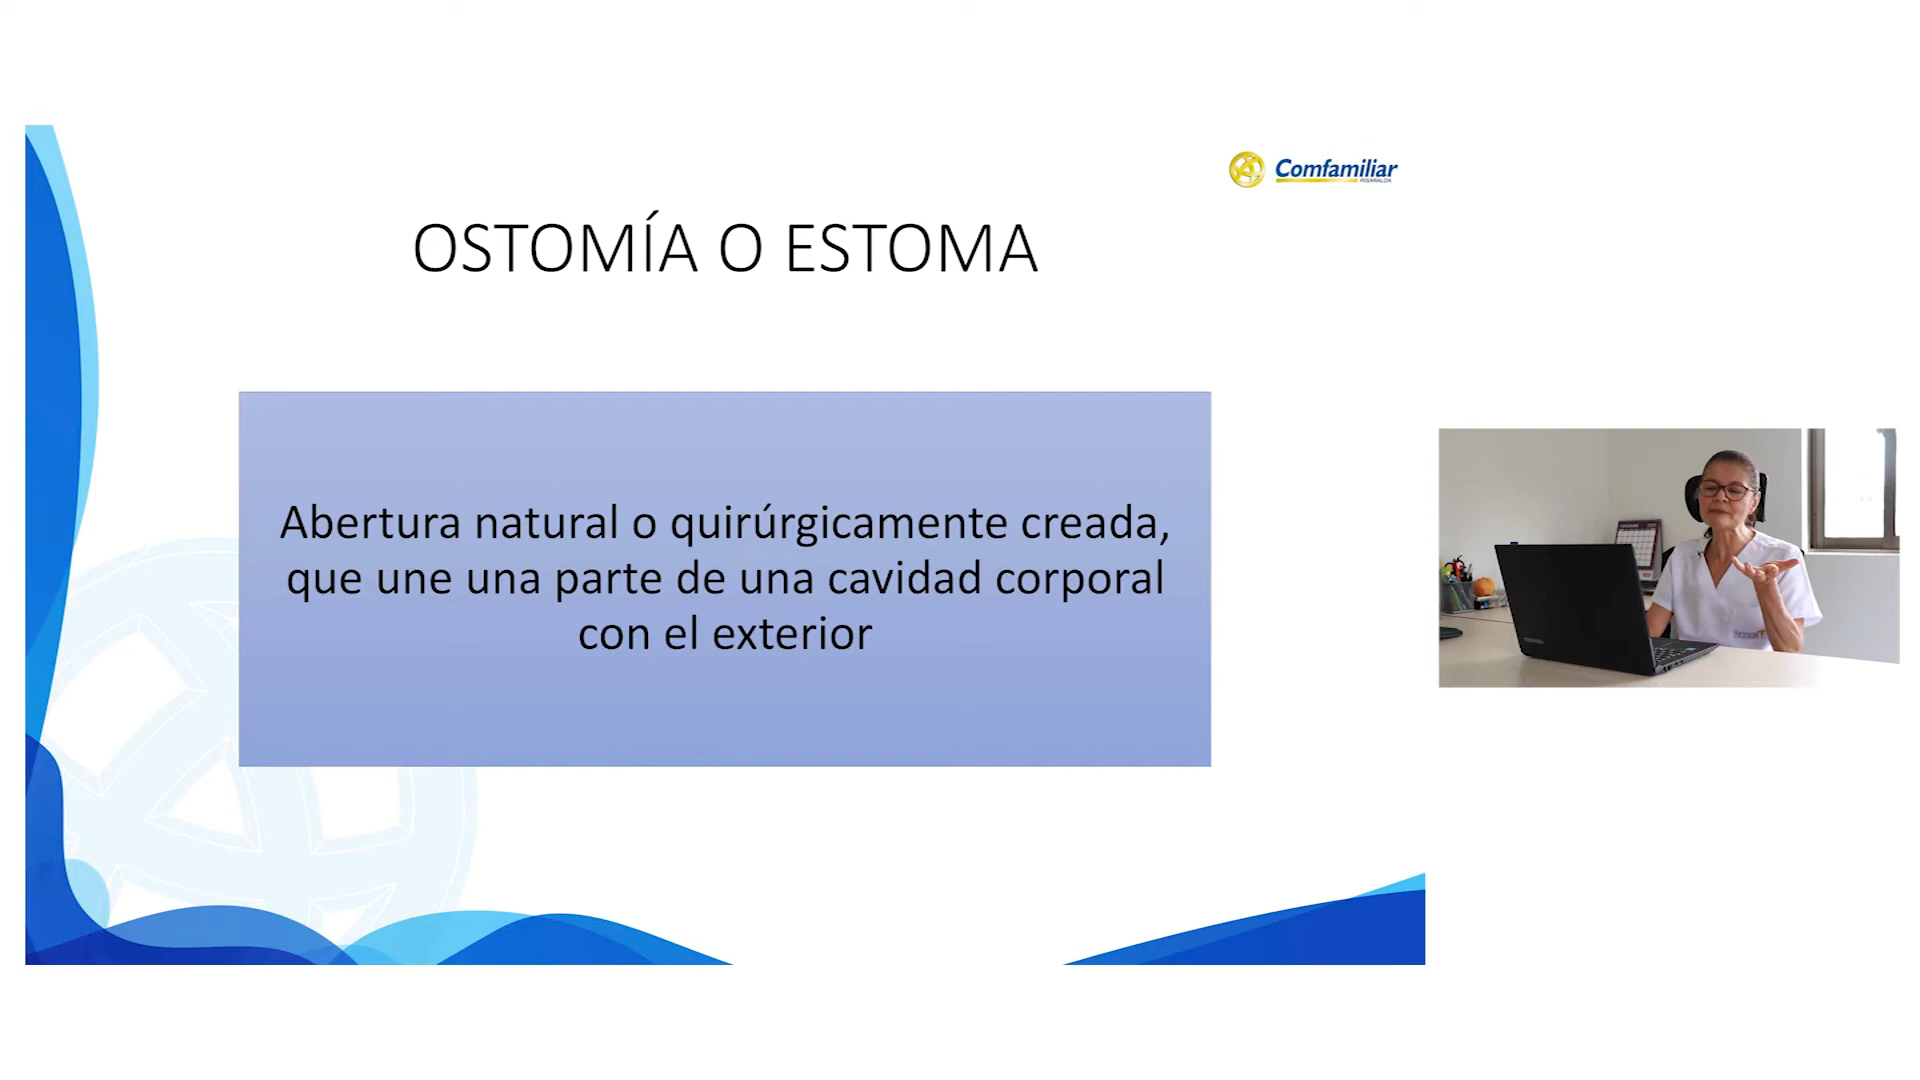 Comfamiliar
RISARALDA
OSTOMÍA O ESTOMA
Abertura natural o quirúrgicamente creada,
que une una parte de una cavidad corporal
con el exterior